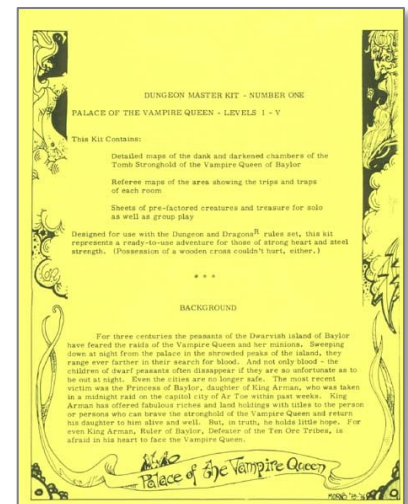 DUNGEON MASTER KIT - NUMBER ONE
PALACE OF THE VAMPIRE QUEEN - LEVELS I - V
This Kit Contains:
Detailed maps of the dank and darkened chambers of the
Tomb Stronghold of the Vampire Queen of Baylor
Referee maps of the area showing the trips and traps
of each room
Sheets of pre-factored creatures and treasure for solo
as well as group play
Designed for use with the Dungeon and Dragons® rules set, this kit
represents a ready-to-use adventure for those of strong heart and steel
strength. (Possession of a wooden cross couldn't hurt, either.)
* * *
BACKGROUND
For three centuries the peasants of the Dwarvish island of Baylor
have feared the raids of the Vampire Queen and her minions. Sweeping
down at night from the palace in the shrowded peaks of the island, they
range ever farther in their search for blood. And not only blood - the
children of dwarf peasants often dissappear if they are so unfortunate as to
be out at night. Even the cities are no longer safe. The most recent
victim was the Princess of Baylor, daughter of King Arman, who was taken
in a midnight raid on the capitol city of Ar Toe within past weeks. King
Arman has offered fabulous riches and land holdings with titles to the person
or persons who can brave the stronghold of the Vampire Queen and return
his daughter to him alive and well. But, in truth, he holds little hope. For
even King Arman, Ruler of Baylor, Defeater of the Ten Orc Tribes, is
afraid in his heart to face the Vampire Queen.
Palace of the Vampire Queen